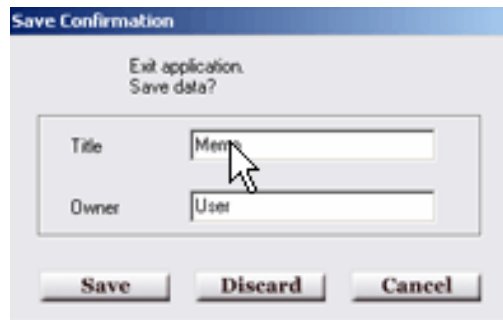 Save Confirmation
Exit application.
Save data?
Title
Memo
Owner User
Save Discard Cancel